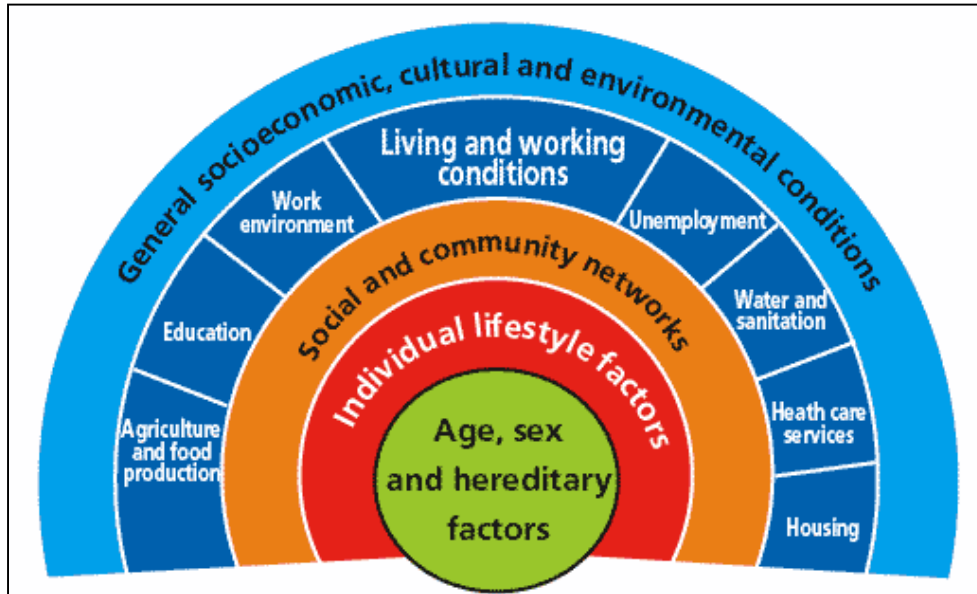 General socioeconomic, cultural and environmental conditions
Living and working
conditions
Work
environment
Unemployment
Education
Water and
sanitation
Agriculture
and food
production
Heath care
services
Housing
Social and community networks
Individual lifestyle factors
Age, sex
and hereditary
factors